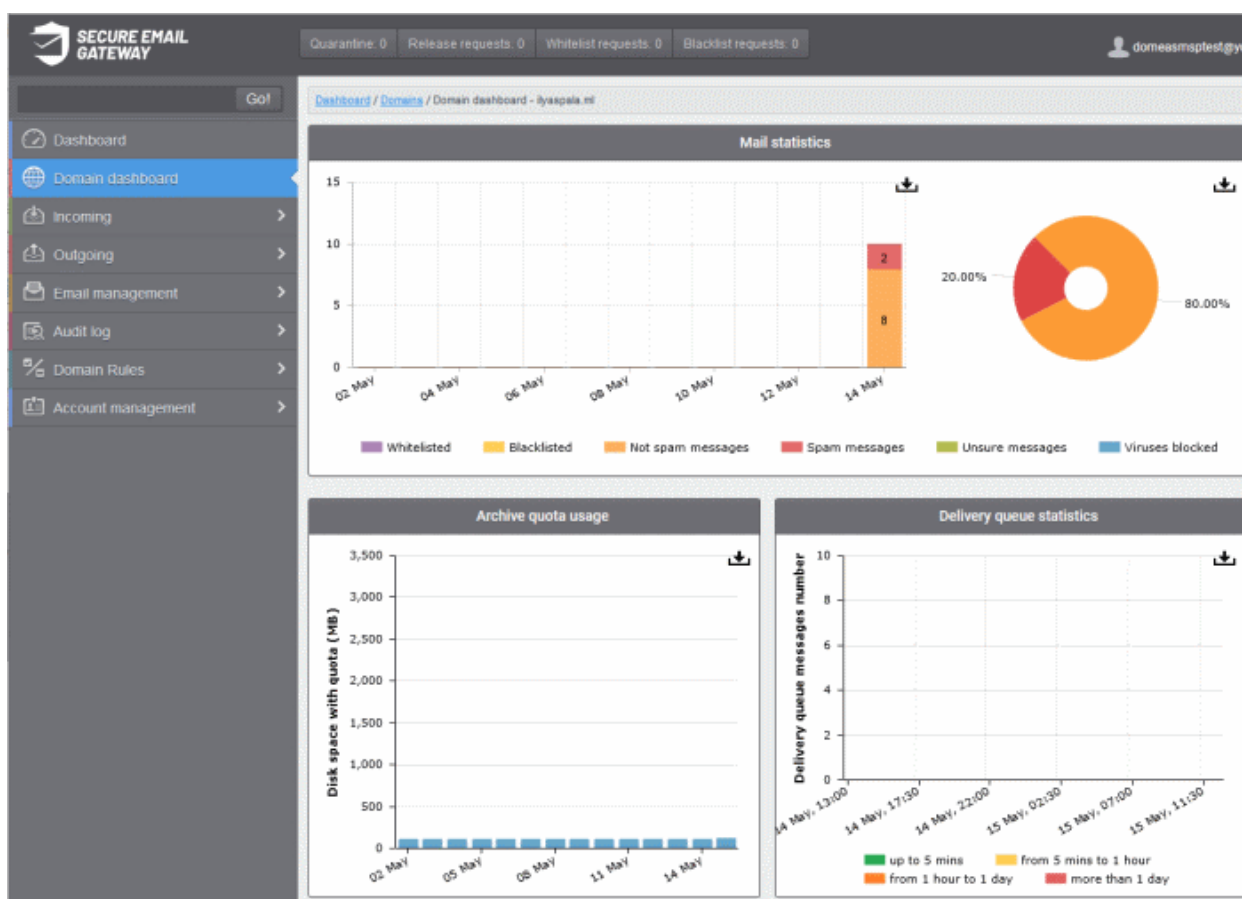 SECURE EMAIL
GATEWAY
Quarantine: 0 Release requests: 0 Whitelist requests: 0 Blacklist requests: 0
domeasmsptest@y
Go!
Dashboard / Domains / Domain dashboard - ilyaspala.ml
Dashboard
Domain dashboard
Incoming
Outgoing
Email management
Audit log
Domain Rules
Account management
Mail statistics
15
10
5
0
2
8
02 May 04 May 06 May 08 May 10 May 12 May 14 May
20.00%
80.00%
Whitelisted Blacklisted Not spam messages Spam messages Unsure messages Viruses blocked
Archive quota usage
Disk space with quota (MB)
3,500
3,000
2,500
2,000
1,500
1,000
500
0
02 May 05 May 08 May 11 May 14 May
Delivery queue statistics
Delivery queue messages number
10
8
6
4
2
0
14 May, 13:00 14 May, 17:30 14 May, 22:00 15 May, 02:30 15 May, 07:00 15 May, 11:30
up to 5 mins from 5 mins to 1 hour
from 1 hour to 1 day more than 1 day